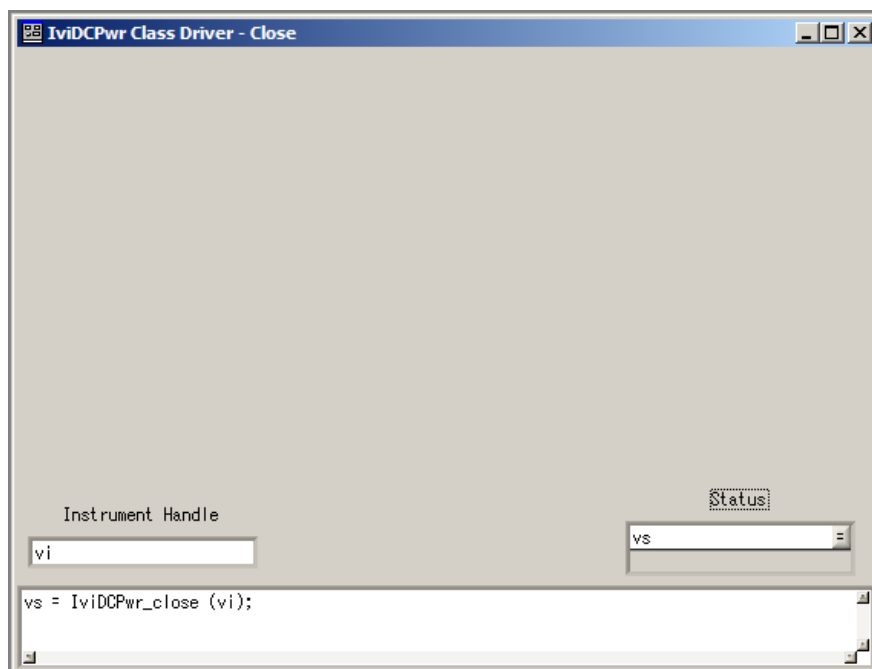 IviDCPwr Class Driver - Close
Status
Instrument Handle
vs =
vi
vs = IviDCPwr_close (vi);